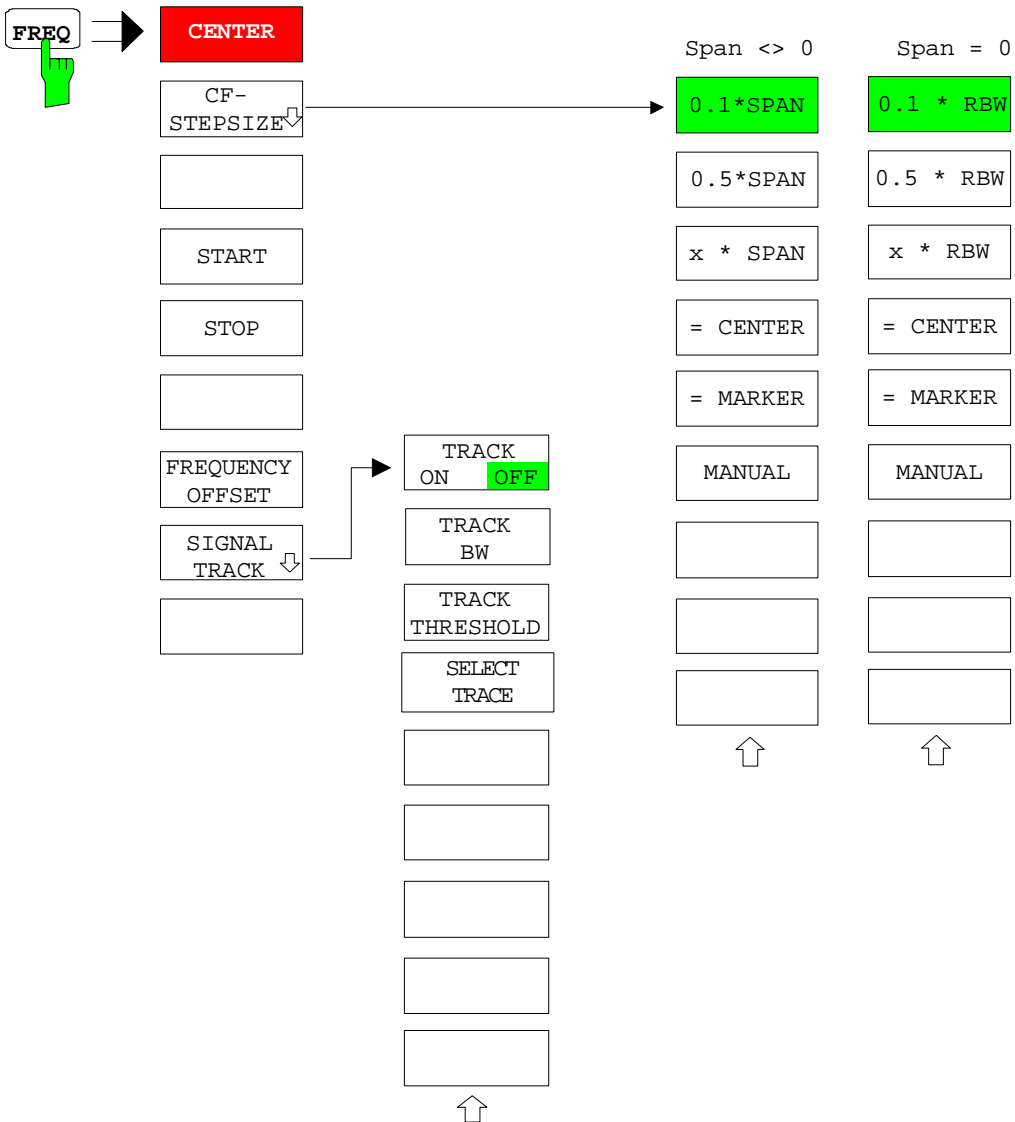 FREQ
CENTER
CF-
STEPSIZE
START
STOP
FREQUENCY
OFFSET
SIGNAL
TRACK
TRACK
ON OFF
TRACK
BW
TRACK
THRESHOLD
SELECT
TRACE
Span <> 0
0.1*SPAN
0.5*SPAN
x * SPAN
= CENTER
= MARKER
MANUAL
Span = 0
0.1 * RBW
0.5 * RBW
x * RBW
= CENTER
= MARKER
MANUAL